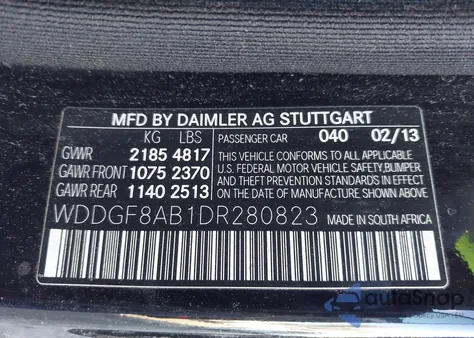 MFD BY DAIMLER AG STUTTGART
KG LBS PASSENGER CAR 040 02/13
GVWR 2185 4817 THIS VEHICLE CONFORMS TO ALL APPLICABLE
GAWR FRONT 1075 2370 U.S. FEDERAL MOTOR VEHICLE SAFETY, BUMPER,
GAWR REAR 1140 2513 AND THEFT PREVENTION STANDARDS IN EFFECT ON THE
DATE OF MANUFACTURE SHOWN ABOVE.
WDDGF8AB1DR280823 MADE IN SOUTH AFRICA
autoSnap